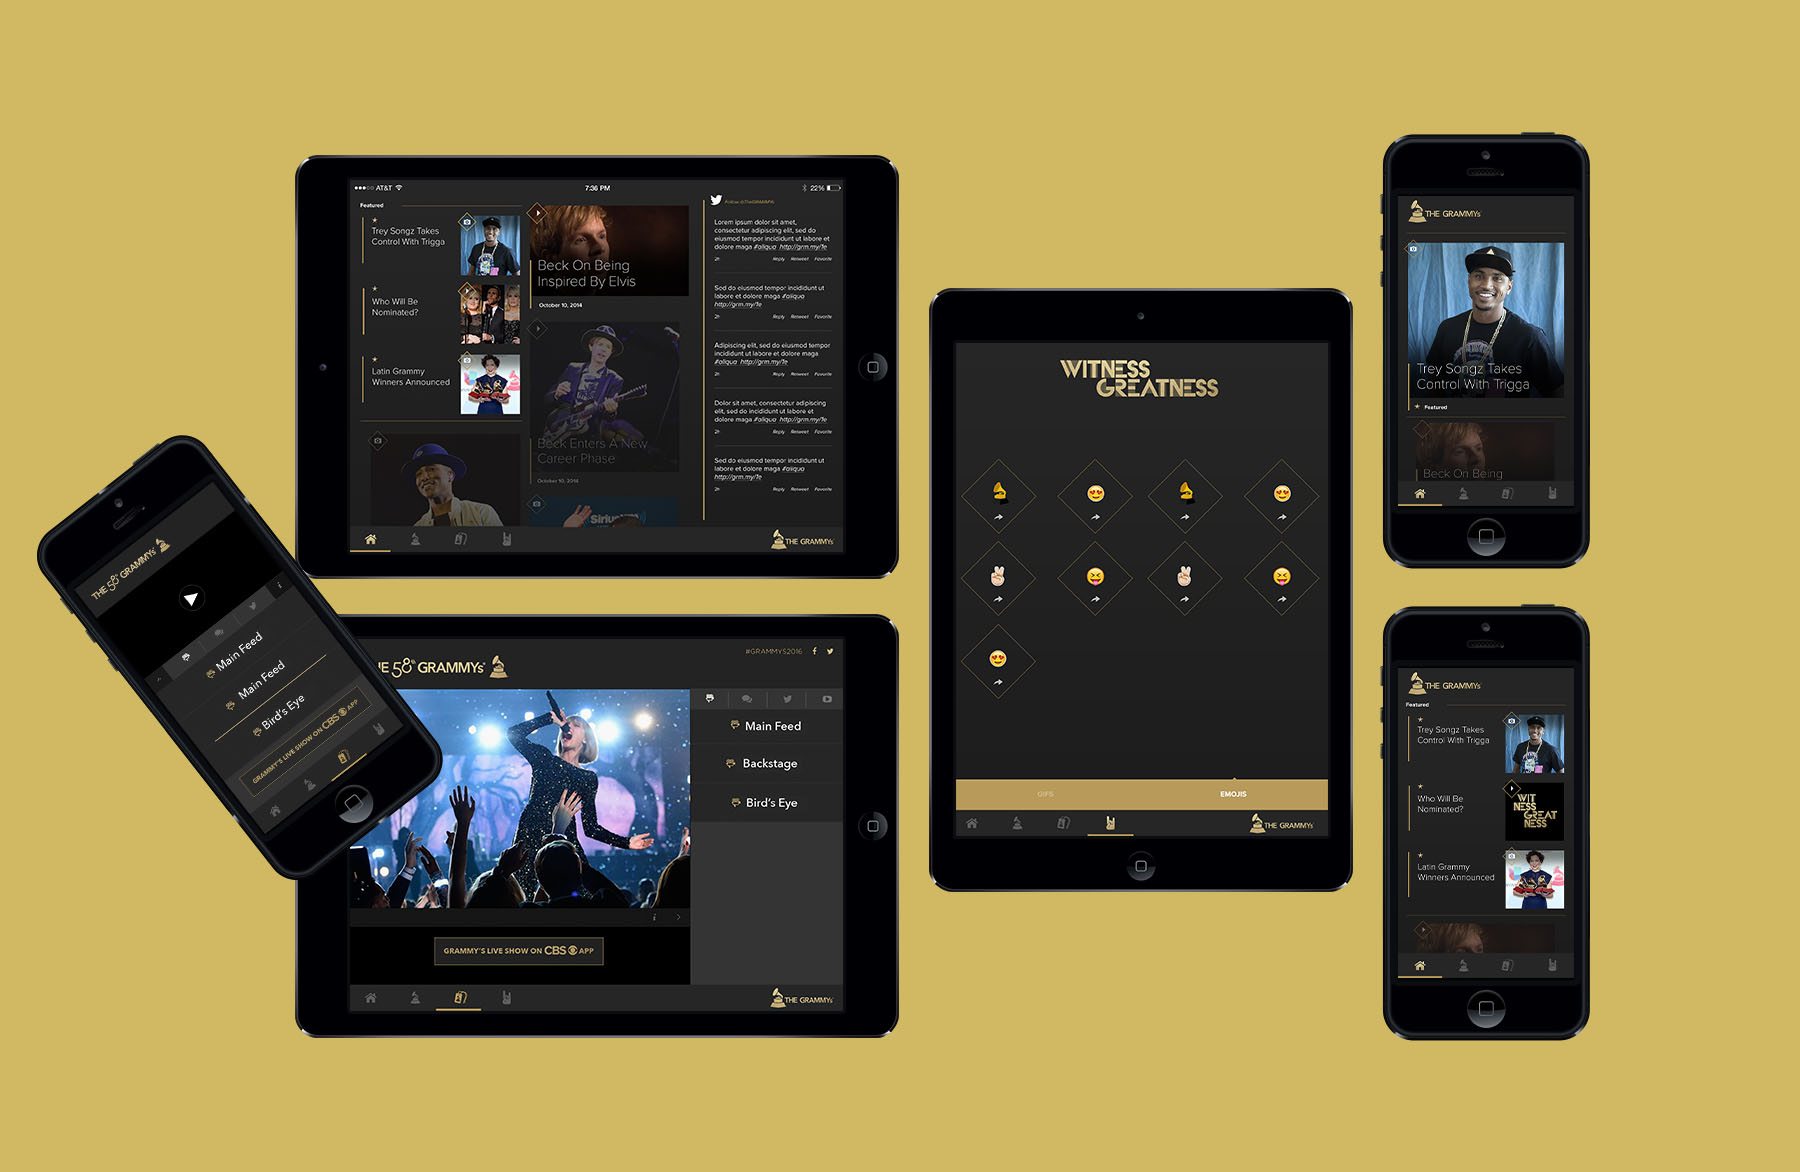 AT&T
7:36 PM
22%
Featured
Trey Songz Takes
Control With Trigga
Who Will Be
Nominated?
Latin Grammy
Winners Announced
Beck On Being
Inspired By Elvis
October 10, 2014
Beck Enters A New
Career Phase
October 10, 2014
Follow @TheGRAMMYs
Lorem ipsum dolor sit amet,
consectetur adipiscing elit, sed do
eiusmod tempor incididunt ut labore et
dolore maga #aliqua http://grm.my/1e
2h Reply Retweet Favorite
Sed do eiusmod tempor incididunt ut
labore et dolore maga #aliqua
http://grm.my/1e
2h Reply Retweet Favorite
Adipiscing elit, sed do eiusmod tempor
incididunt ut labore et dolore maga
#aliqua http://grm.my/1e
2h Reply Retweet Favorite
Dolor sit amet, consectetur adipiscing
elit, sed do incididunt ut labore et
dolore maga #aliqua http://grm.my/1e
2h Reply Retweet Favorite
Sed do eiusmod tempor incididunt ut
labore et dolore maga #aliqua
http://grm.my/1e
2h Reply Retweet Favorite
THE GRAMMYs
THE 58th GRAMMYs
Main Feed
Main Feed
Bird's Eye
GRAMMY'S LIVE SHOW ON CBS APP
58th GRAMMYs
#GRAMMYS2016
Main Feed
Backstage
Bird's Eye
GRAMMY'S LIVE SHOW ON CBS APP
THE GRAMMYs
WITNESS
GREATNESS
GIFS
EMOJIS
THE GRAMMYs
THE GRAMMYs
Trey Songz Takes
Control With Trigga
Featured
Beck On Being
THE GRAMMYs
Featured
Trey Songz Takes
Control With Trigga
Who Will Be
Nominated?
WIT
NESS
GREAT
NESS
Latin Grammy
Winners Announced